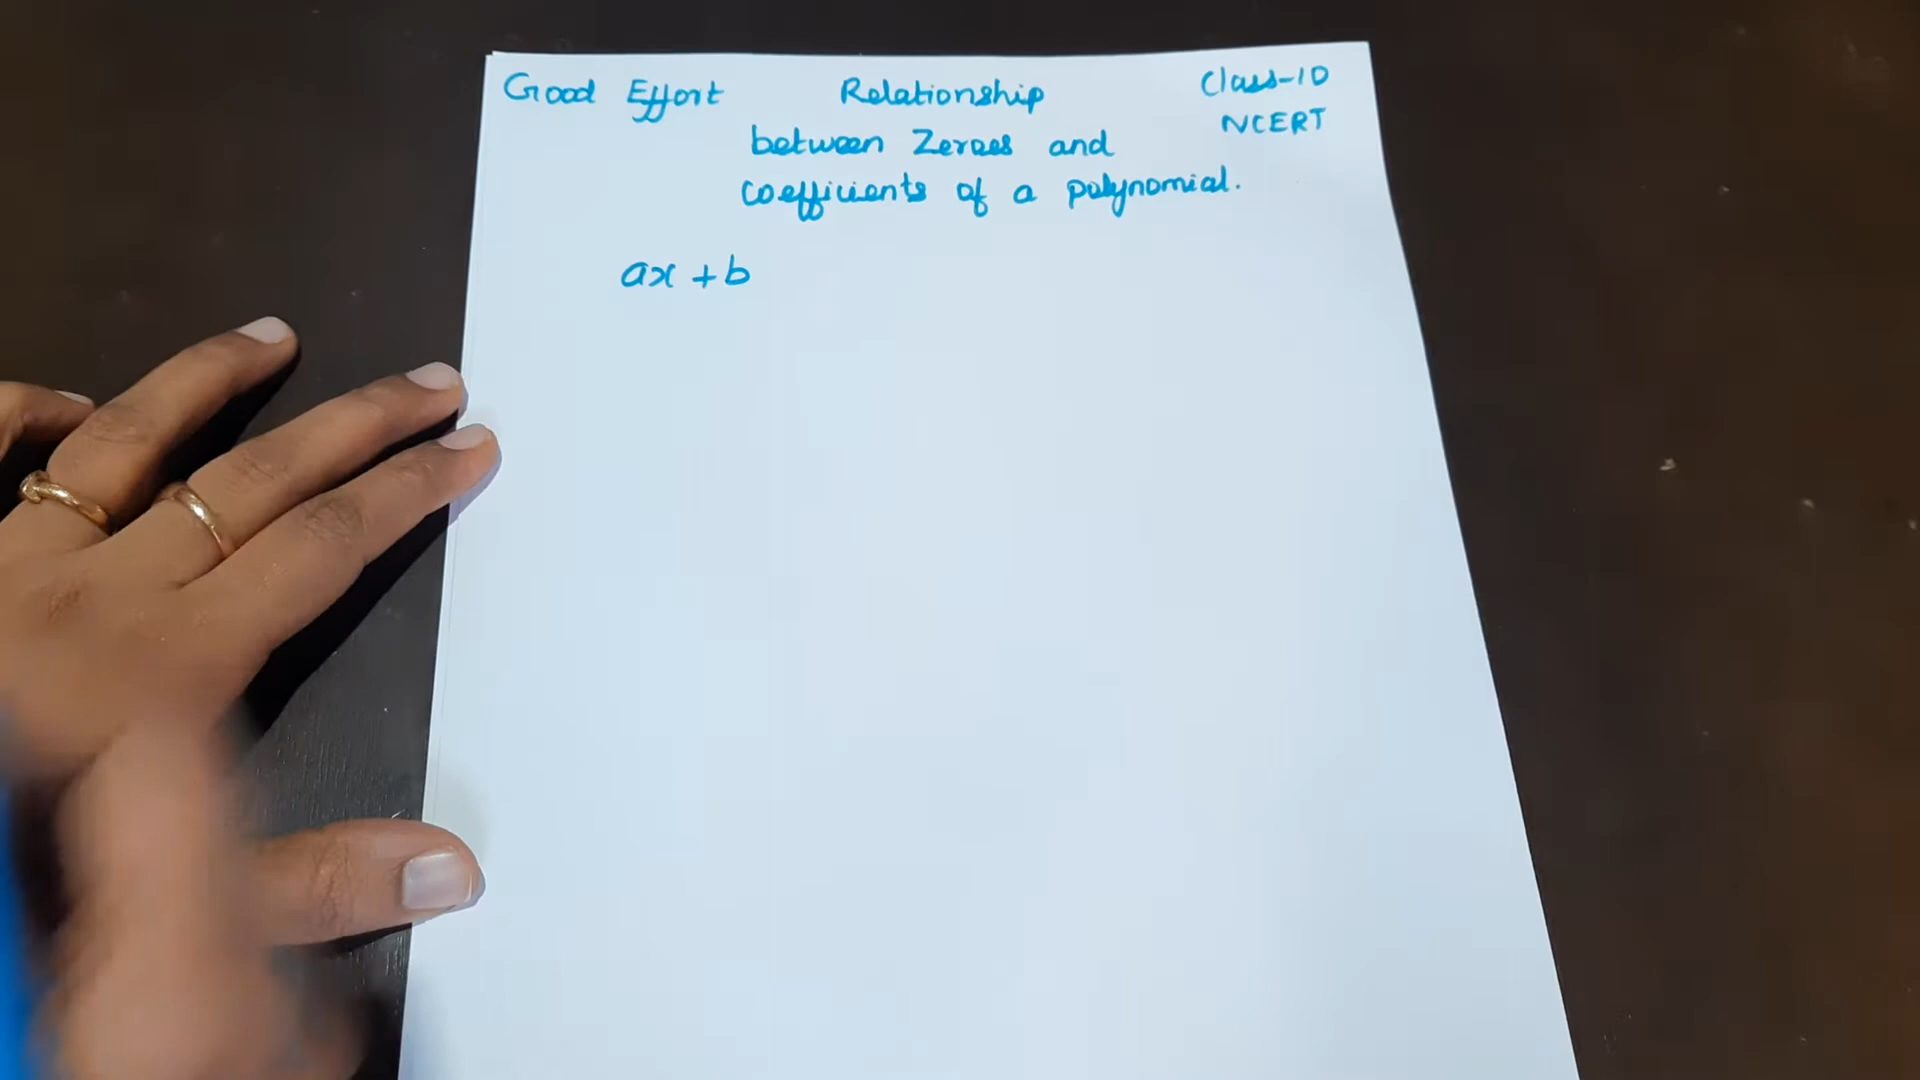 Good Effort
Relationship
between Zeroes and
coefficients of a polynomial.
Class-10
NCERT
ax + b